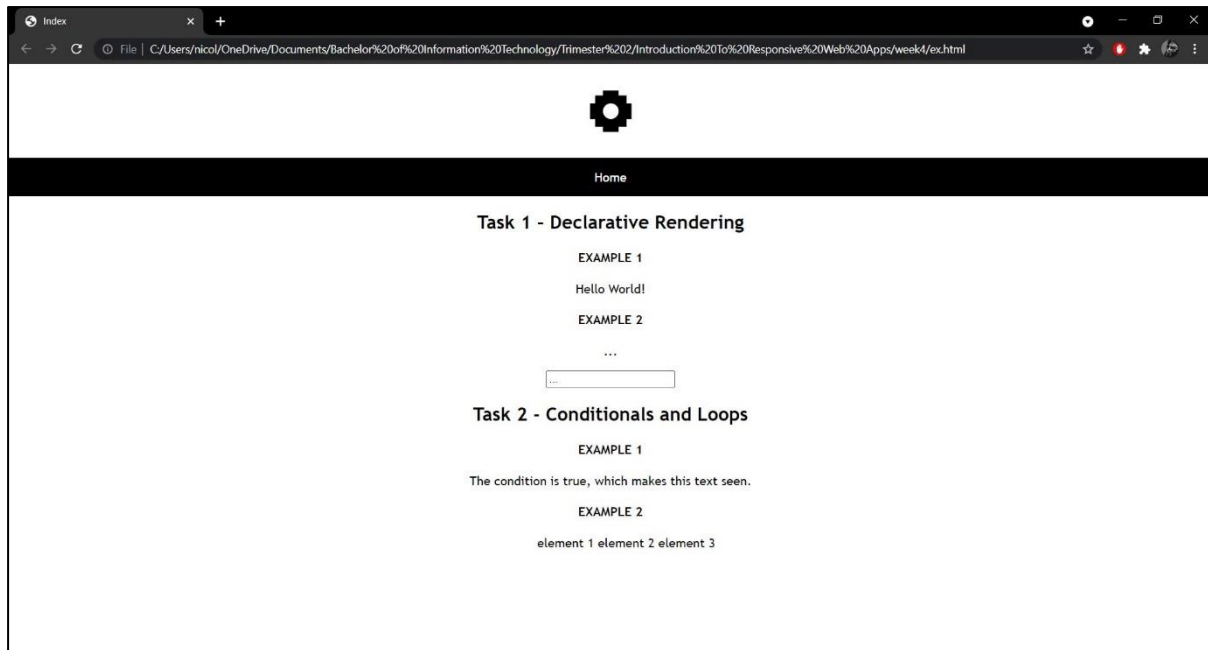 Index
File | C:/Users/nicol/OneDrive/Documents/Bachelor%20of%20Information%20Technology/Trimester%202/Introduction%20To%20Responsive%20Web%20Apps/week4/ex.html
Home
Task 1 - Declarative Rendering
EXAMPLE 1
Hello World!
EXAMPLE 2
...
...
Task 2 - Conditionals and Loops
EXAMPLE 1
The condition is true, which makes this text seen.
EXAMPLE 2
element 1 element 2 element 3